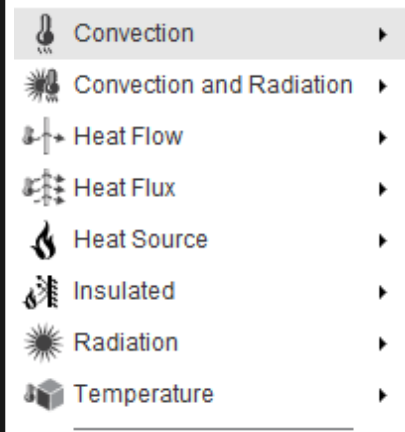 Convection
Convection and Radiation
Heat Flow
Heat Flux
Heat Source
Insulated
Radiation
Temperature